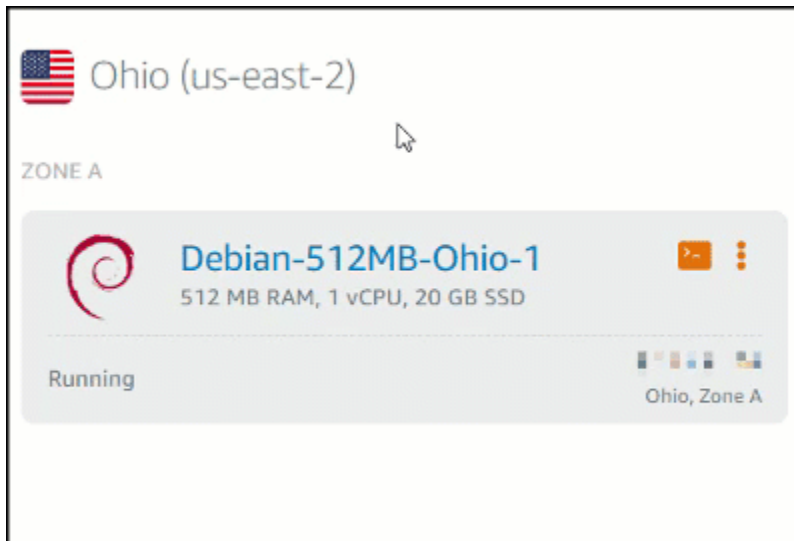 Ohio (us-east-2)
ZONE A
Debian-512MB-Ohio-1
512 MB RAM, 1 vCPU, 20 GB SSD
Running
Ohio, Zone A